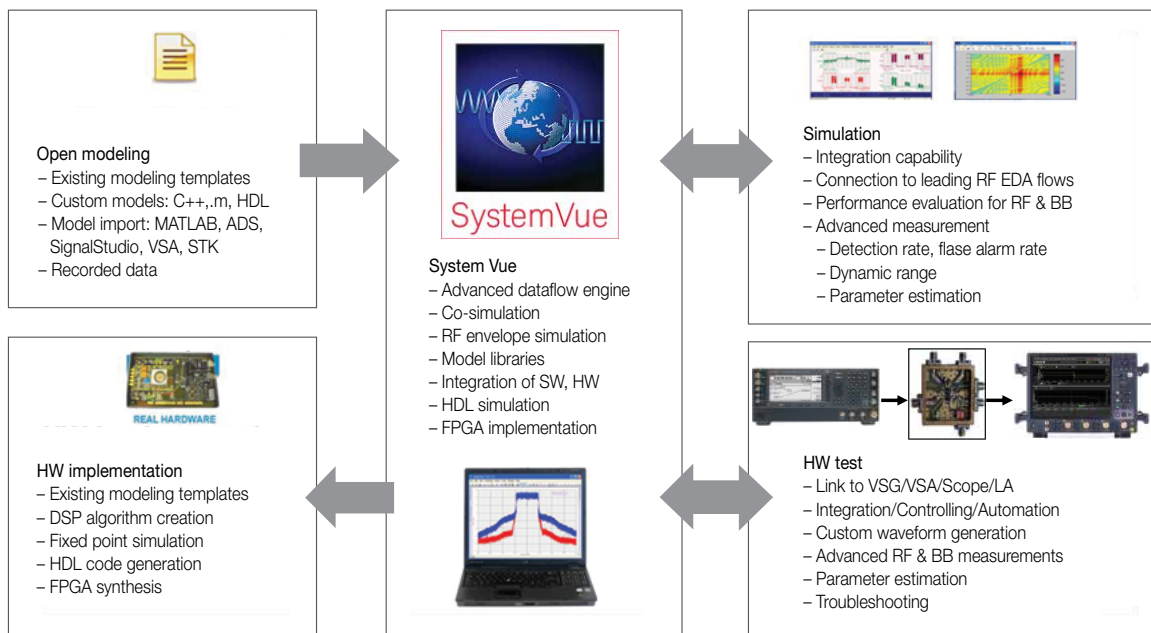 Open modeling
– Existing modeling templates
– Custom models: C++,.m, HDL
– Model import: MATLAB, ADS,
SignalStudio, VSA, STK
– Recorded data
REAL HARDWARE
HW implementation
– Existing modeling templates
– DSP algorithm creation
– Fixed point simulation
– HDL code generation
– FPGA synthesis
SystemVue
System Vue
– Advanced dataflow engine
– Co-simulation
– RF envelope simulation
– Model libraries
– Integration of SW, HW
– HDL simulation
– FPGA implementation
Simulation
– Integration capability
– Connection to leading RF EDA flows
– Performance evaluation for RF & BB
– Advanced measurement
– Detection rate, flase alarm rate
– Dynamic range
– Parameter estimation
HW test
– Link to VSG/VSA/Scope/LA
– Integration/Controlling/Automation
– Custom waveform generation
– Advanced RF & BB measurements
– Parameter estimation
– Troubleshooting